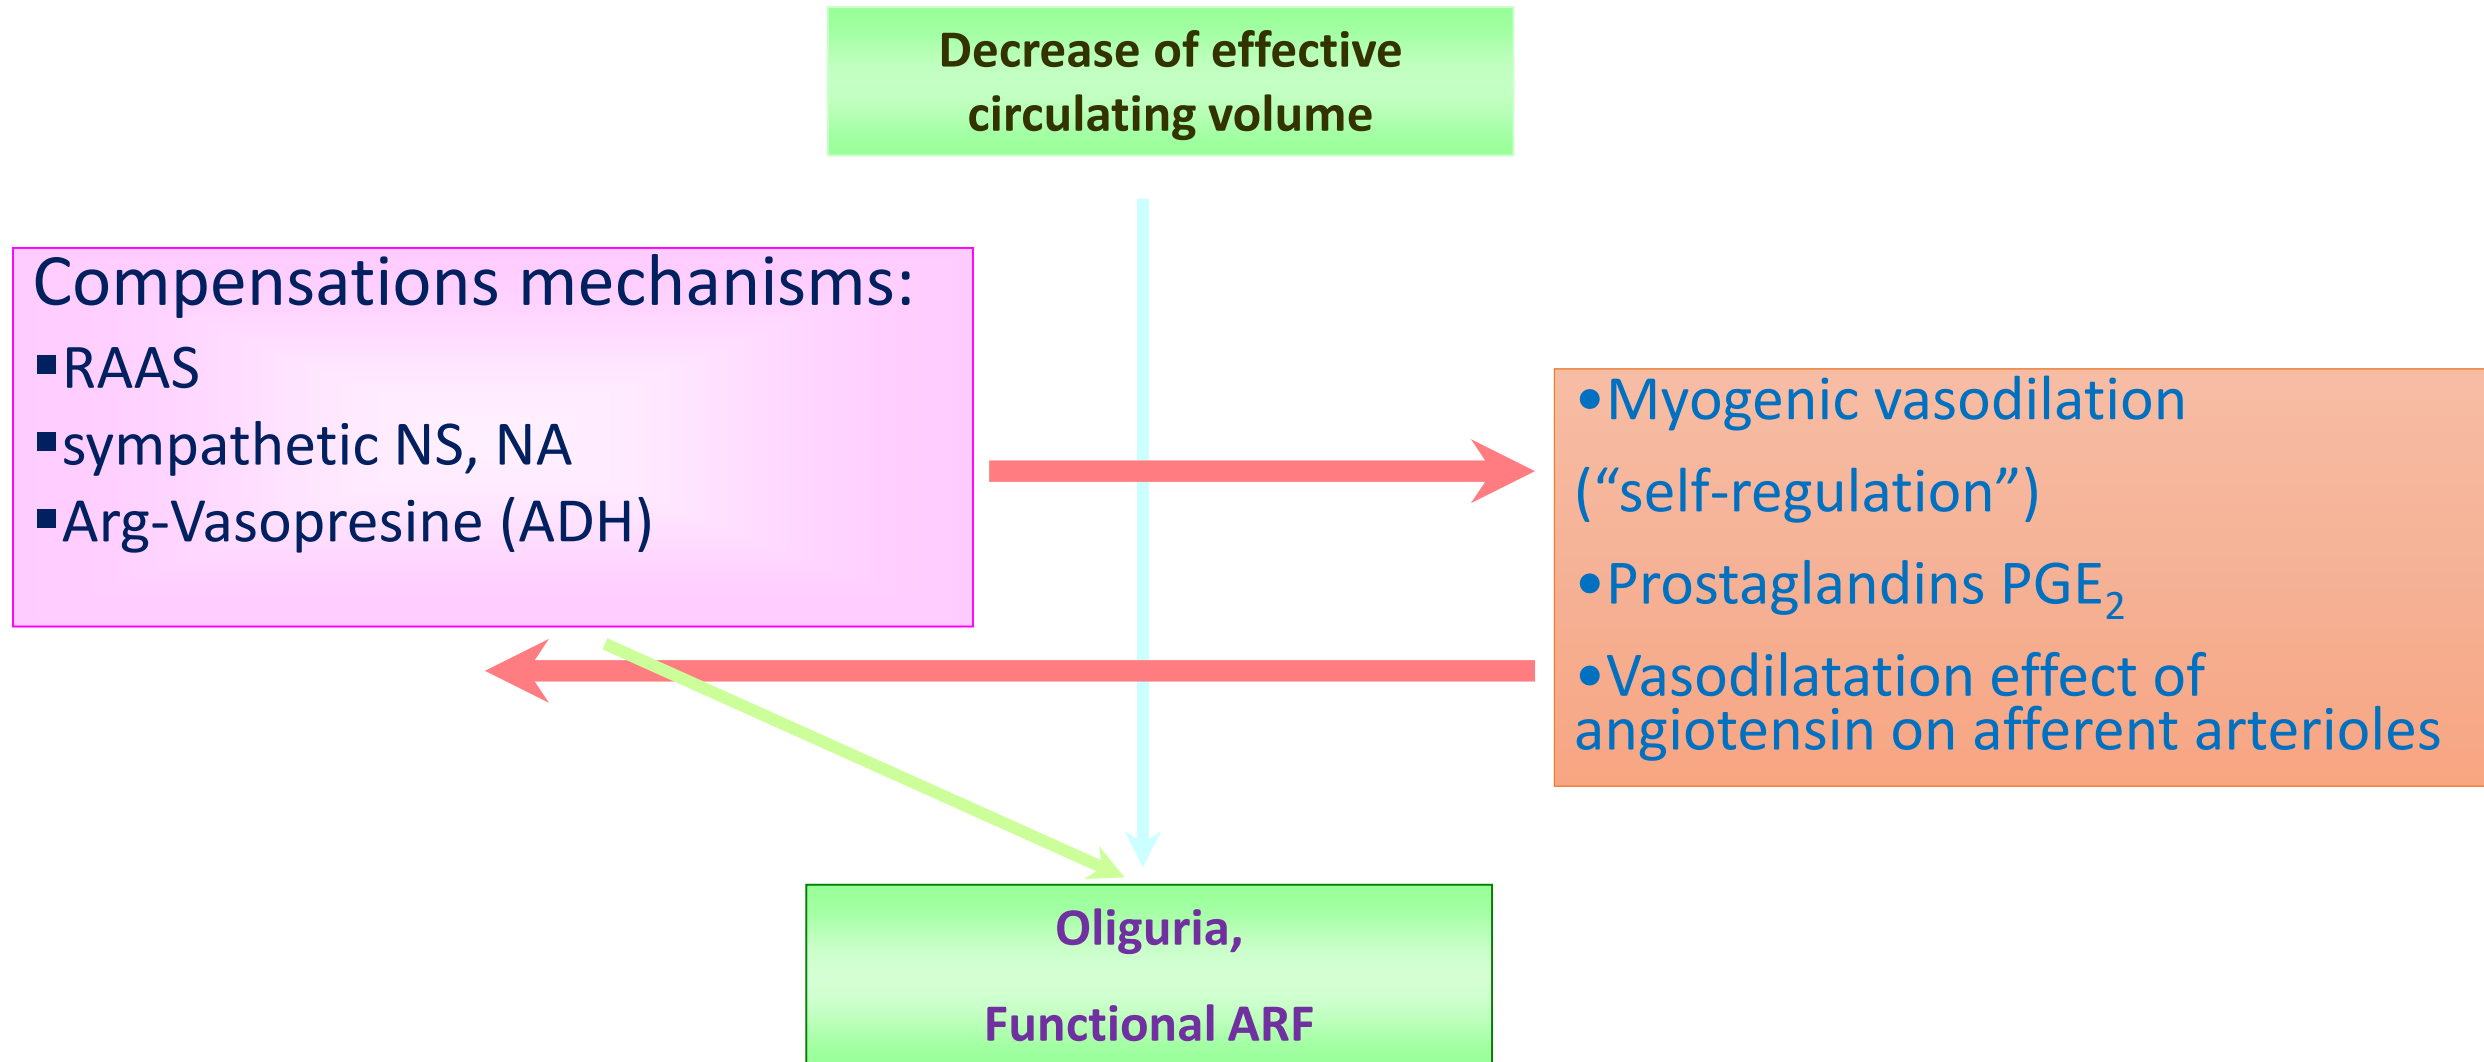 Decrease of effective
circulating volume
Compensations mechanisms:
▪RAAS
▪sympathetic NS, NA
▪Arg-Vasopresine (ADH)
•Myogenic vasodilation
(“self-regulation”)
•Prostaglandins PGE₂
•Vasodilatation effect of
angiotensin on afferent arterioles
Oliguria,
Functional ARF